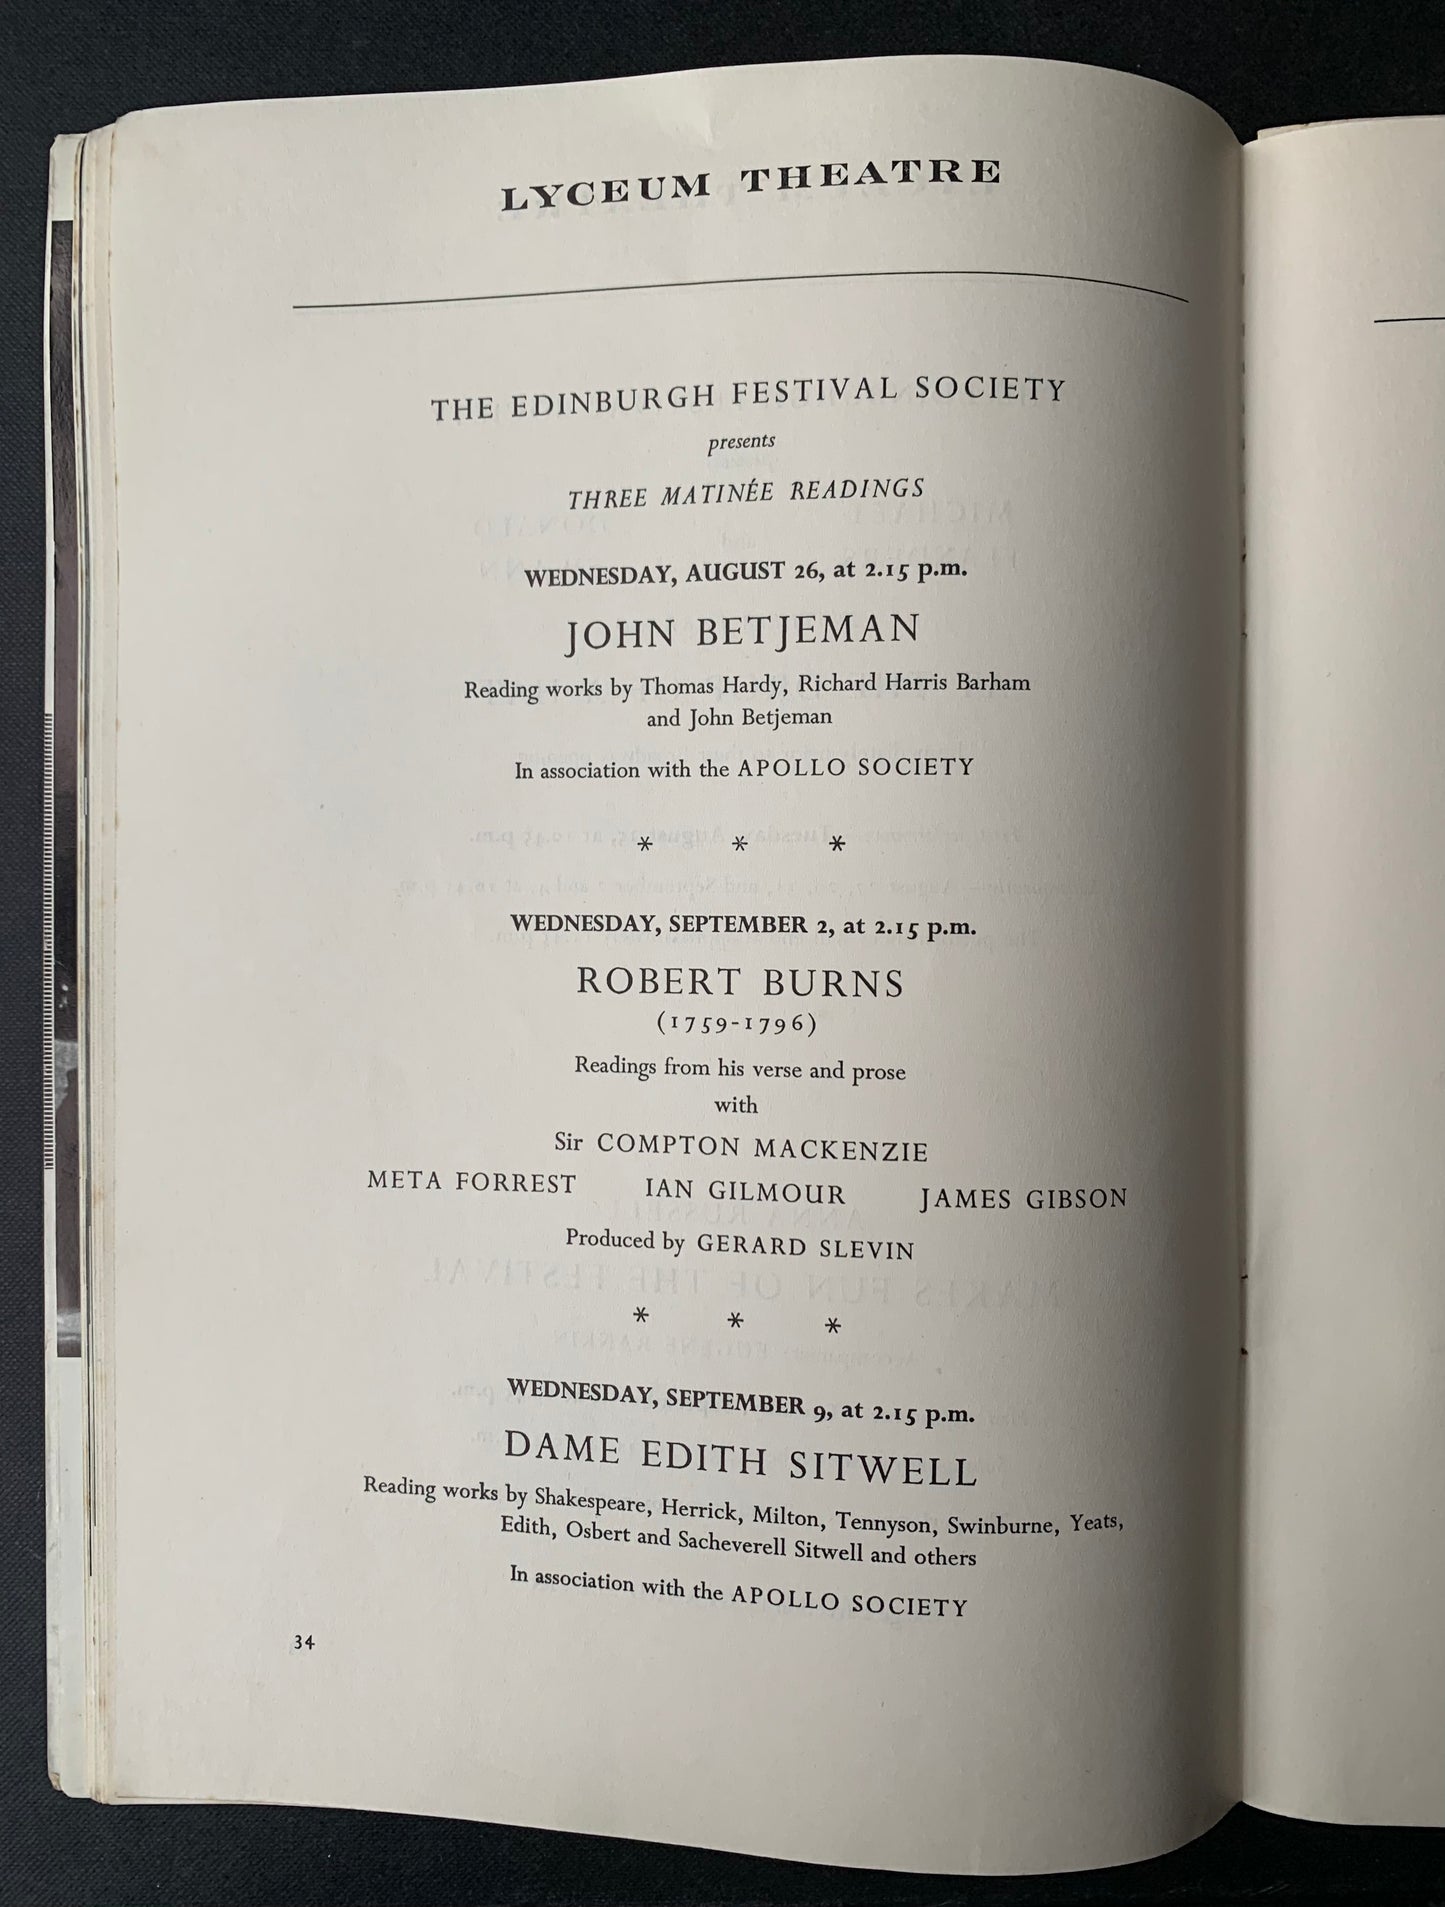 LYCEUM THEATRE
THE EDINBURGH FESTIVAL SOCIETY
presents
THREE MATINÉE READINGS
WEDNESDAY, AUGUST 26, at 2.15 p.m.
JOHN BETJEMAN
Reading works by Thomas Hardy, Richard Harris Barham
and John Betjeman
In association with the APOLLO SOCIETY
* * *
WEDNESDAY, SEPTEMBER 2, at 2.15 p.m.
ROBERT BURNS
(1759-1796)
Readings from his verse and prose
with
Sir COMPTON MACKENZIE
META FORREST IAN GILMOUR JAMES GIBSON
Produced by GERARD SLEVIN
* * *
WEDNESDAY, SEPTEMBER 9, at 2.15 p.m.
DAME EDITH SITWELL
Reading works by Shakespeare, Herrick, Milton, Tennyson, Swinburne, Yeats,
Edith, Osbert and Sacheverell Sitwell and others
In association with the APOLLO SOCIETY
34